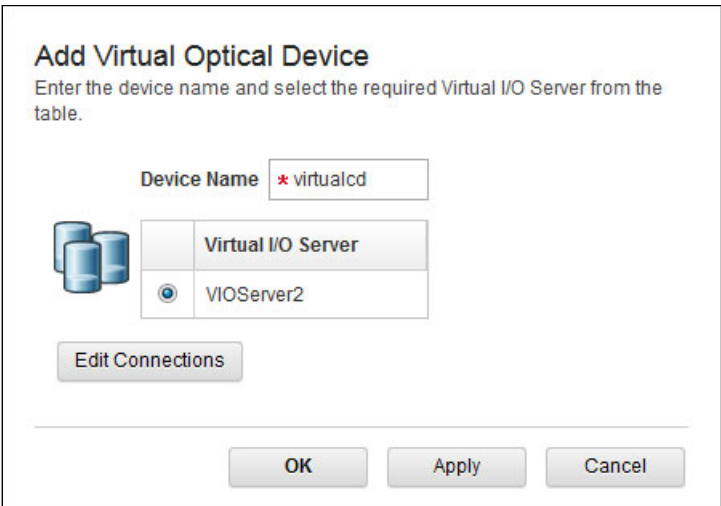 Add Virtual Optical Device
Enter the device name and select the required Virtual I/O Server from the
table.
Device Name * virtualcd
Virtual I/O Server
VIOServer2
Edit Connections
OK Apply Cancel